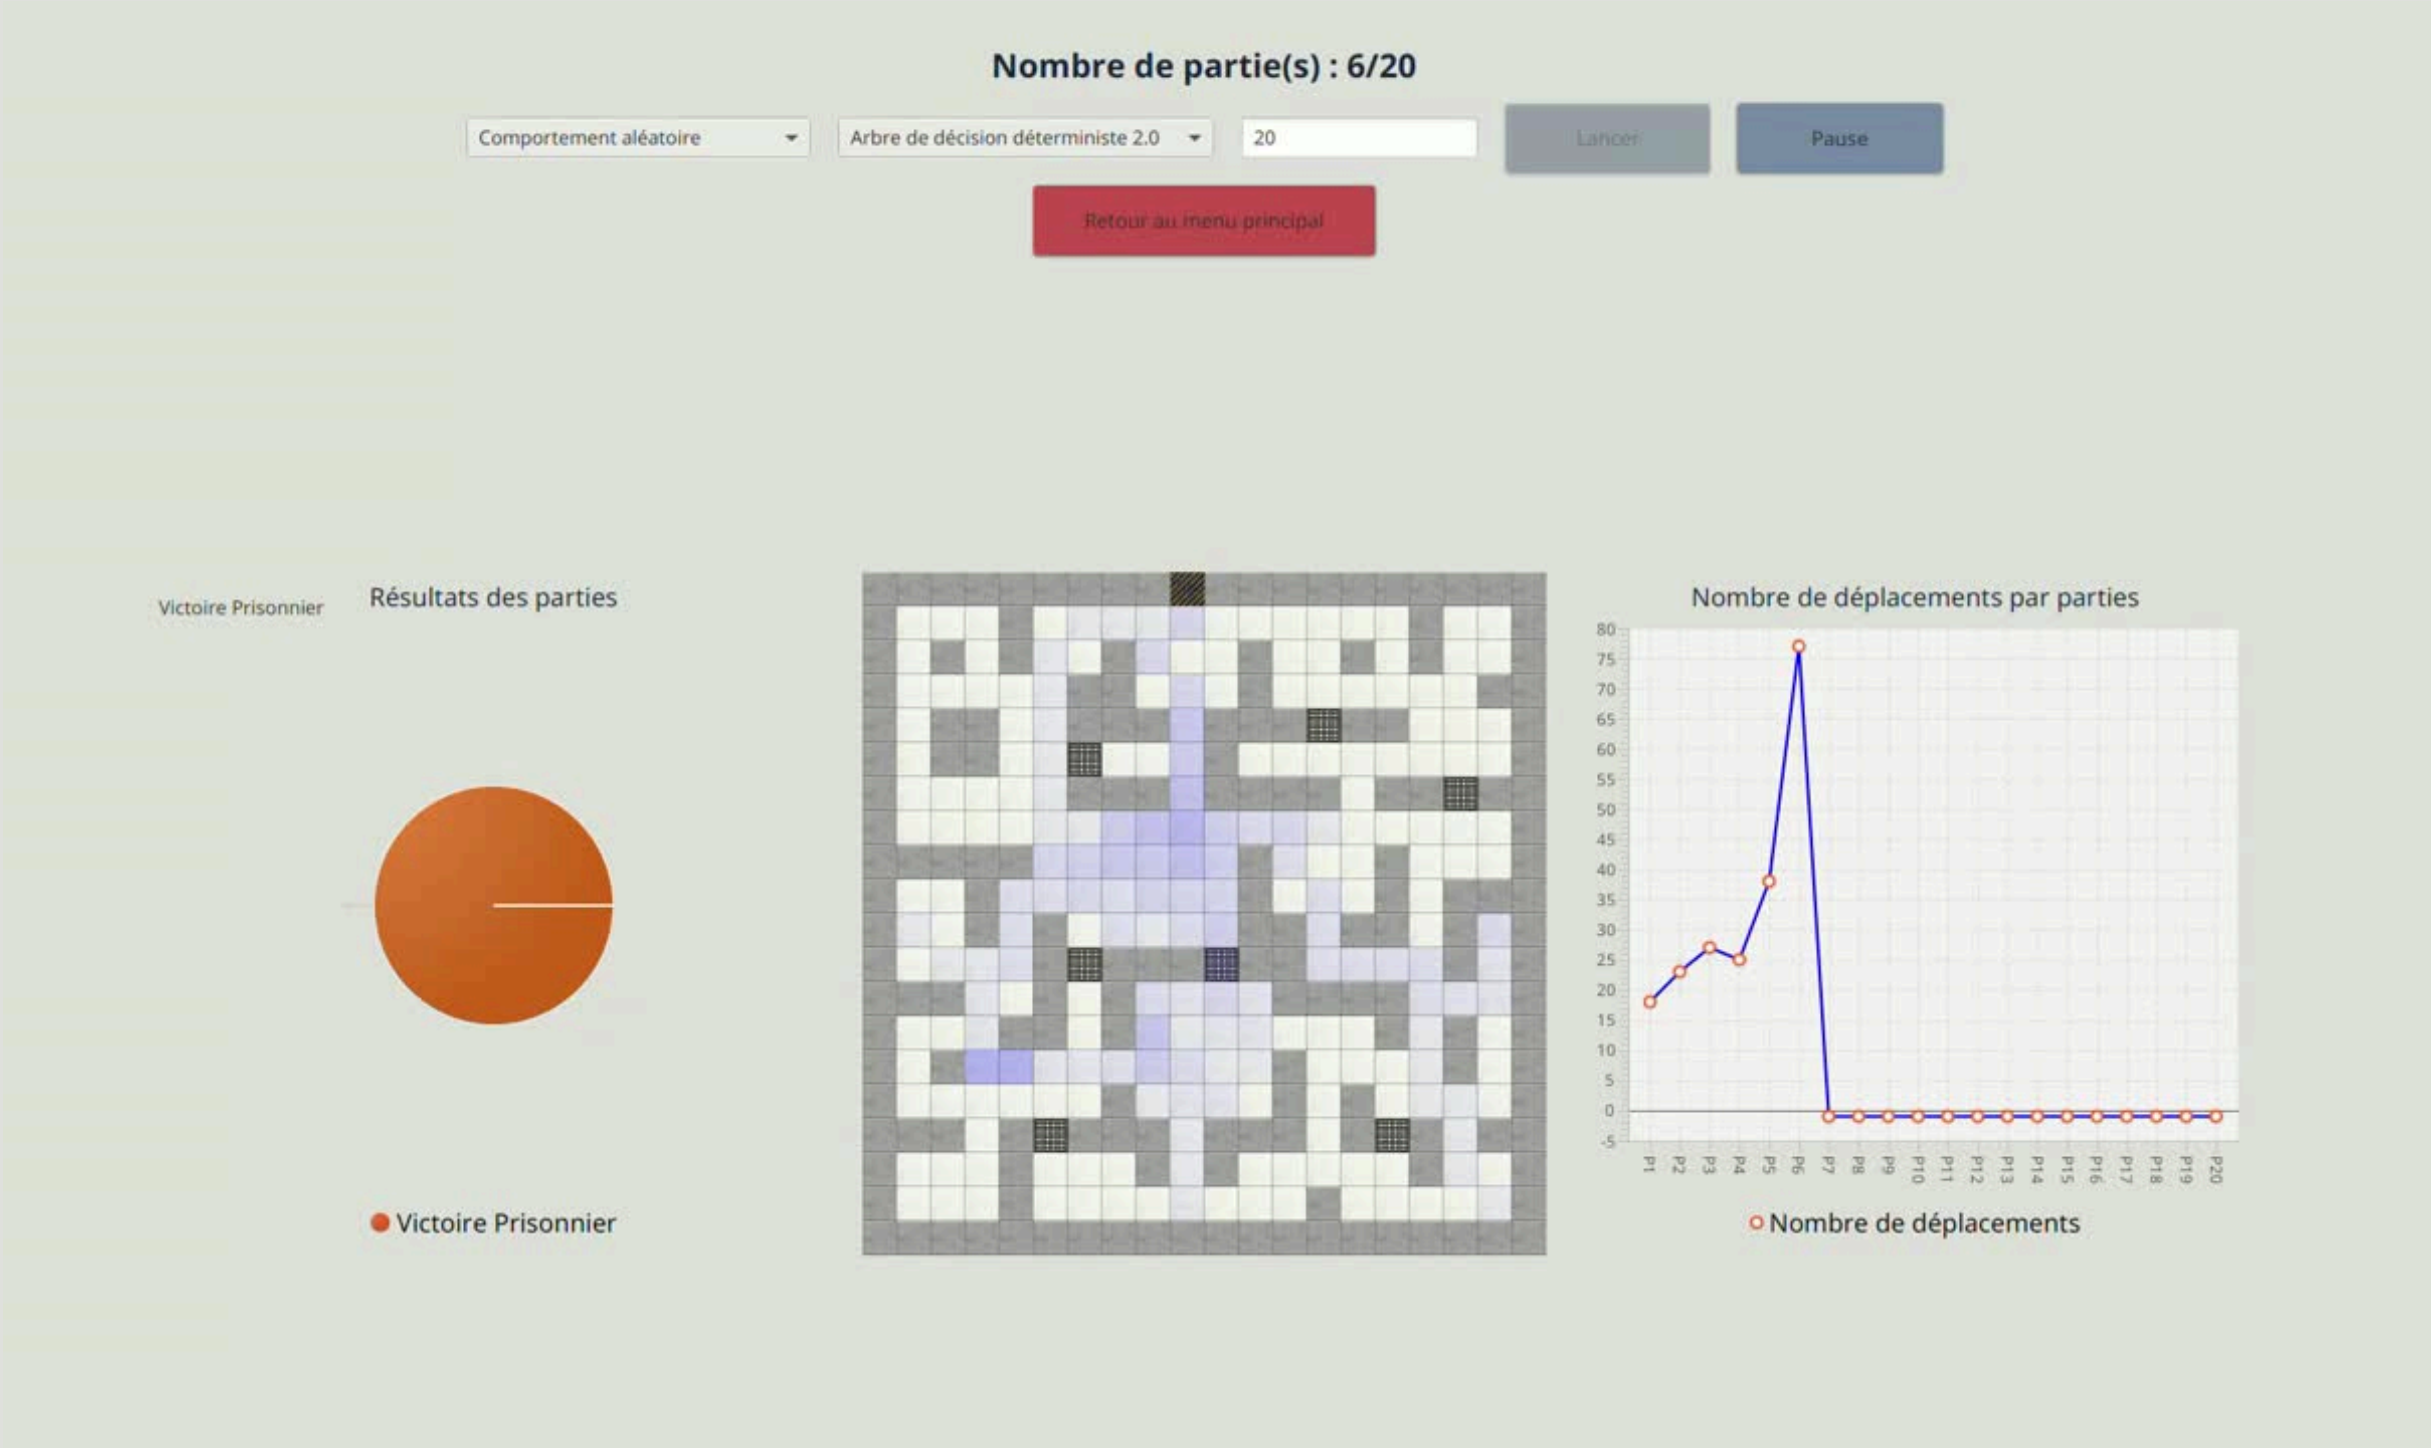 Nombre de partie(s) : 6/20
Comportement aléatoire
Arbre de décision déterministe 2.0
20
Lancer
Pause
Retour au menu principal
Victoire Prisonnier
Résultats des parties
Victoire Prisonnier
Nombre de déplacements par parties
80
75
70
65
60
55
50
45
40
35
30
25
20
15
10
5
0
-5
P1
P2
P3
P4
P5
P6
P7
P8
P9
P10
P11
P12
P13
P14
P15
P16
P17
P18
P19
P20
Nombre de déplacements